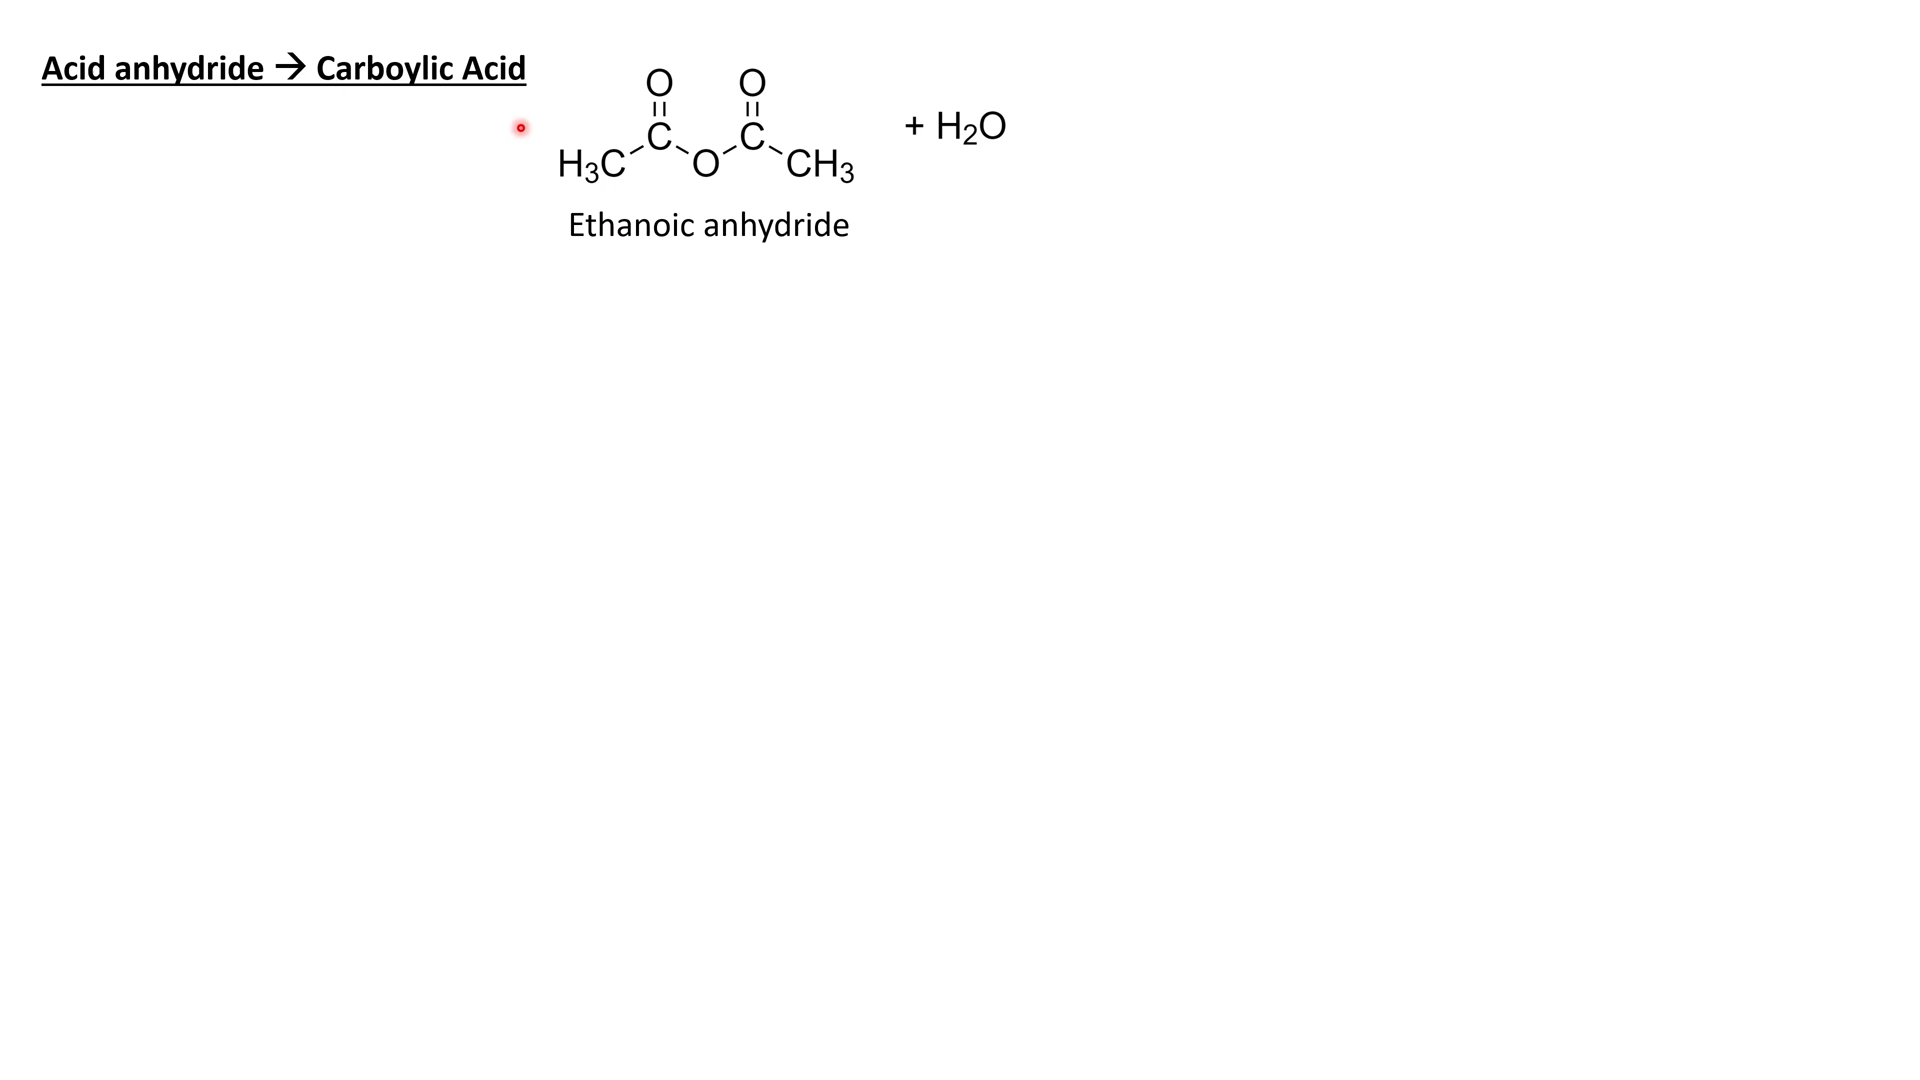 Acid anhydride → Carboylic Acid
O O
C C + H₂O
H₃C O CH₃
Ethanoic anhydride